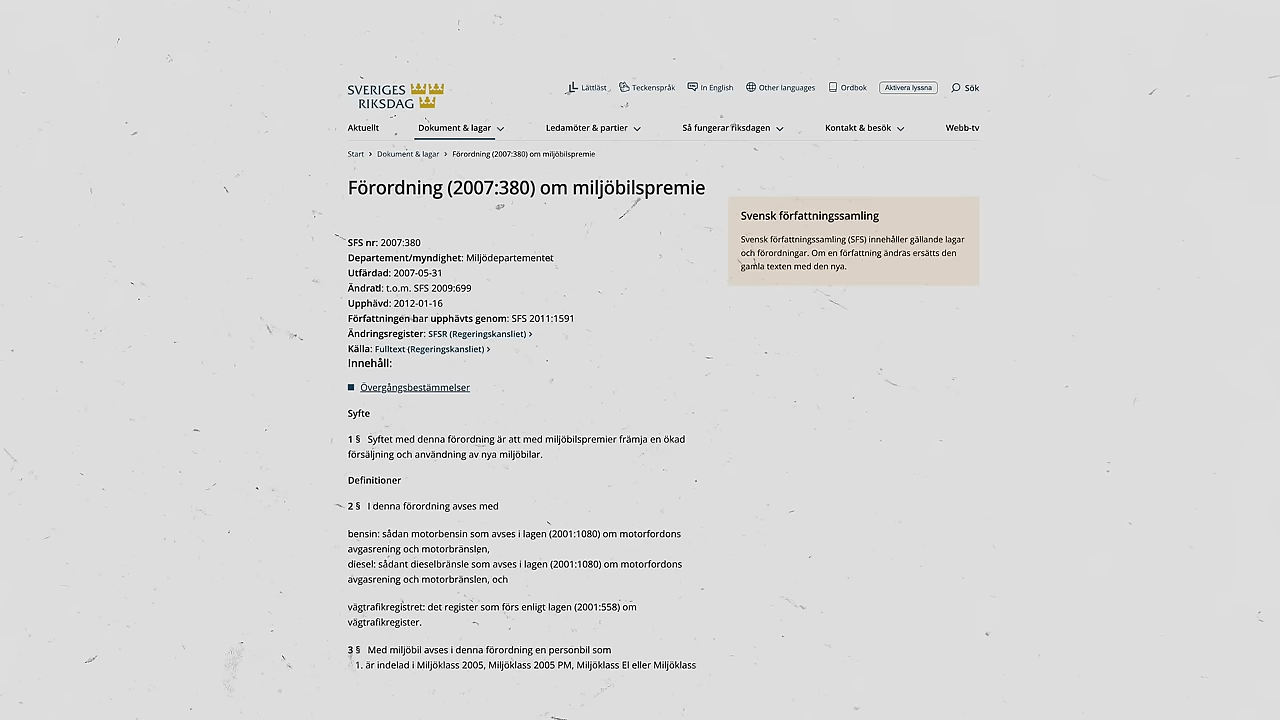 SVERIGES
RIKSDAG
Lättläst Teckenspråk In English Other languages Ordbok Aktivera lyssna Sök
Aktuellt Dokument & lagar Ledamöter & partier Så fungerar riksdagen Kontakt & besök Webb-tv
Start › Dokument & lagar › Förordning (2007:380) om miljöbilspremie
Förordning (2007:380) om miljöbilspremie
SFS nr: 2007:380
Departement/myndighet: Miljödepartementet
Utfärdad: 2007-05-31
Ändrad: t.o.m. SFS 2009:699
Upphävd: 2012-01-16
Författningen har upphävts genom: SFS 2011:1591
Ändringsregister: SFSR (Regeringskansliet) ›
Källa: Fulltext (Regeringskansliet) ›
Innehåll:
Övergångsbestämmelser
Syfte
1 § Syftet med denna förordning är att med miljöbilspremier främja en ökad
försäljning och användning av nya miljöbilar.
Definitioner
2 § I denna förordning avses med
bensin: sådan motorbensin som avses i lagen (2001:1080) om motorfordons
avgasrening och motorbränslen,
diesel: sådant dieselbränsle som avses i lagen (2001:1080) om motorfordons
avgasrening och motorbränslen, och
vägtrafikregistret: det register som förs enligt lagen (2001:558) om
vägtrafikregister.
3 § Med miljöbil avses i denna förordning en personbil som
1. är indelad i Miljöklass 2005, Miljöklass 2005 PM, Miljöklass El eller Miljöklass
Svensk författningssamling
Svensk författningssamling (SFS) innehåller gällande lagar
och förordningar. Om en författning ändras ersätts den
gamla texten med den nya.